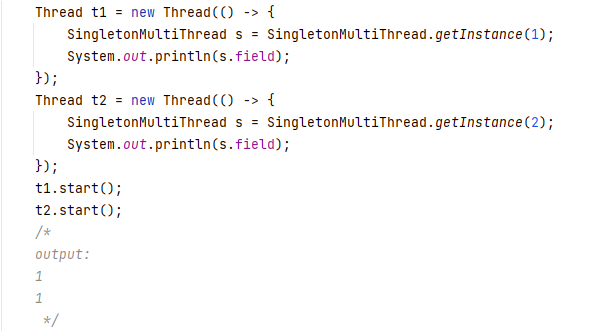 Thread t1 = new Thread(() -> {
    SingletonMultiThread s = SingletonMultiThread.getInstance(1);
    System.out.println(s.field);
});
Thread t2 = new Thread(() -> {
    SingletonMultiThread s = SingletonMultiThread.getInstance(2);
    System.out.println(s.field);
});
t1.start();
t2.start();
/*
output:
1
1
 */